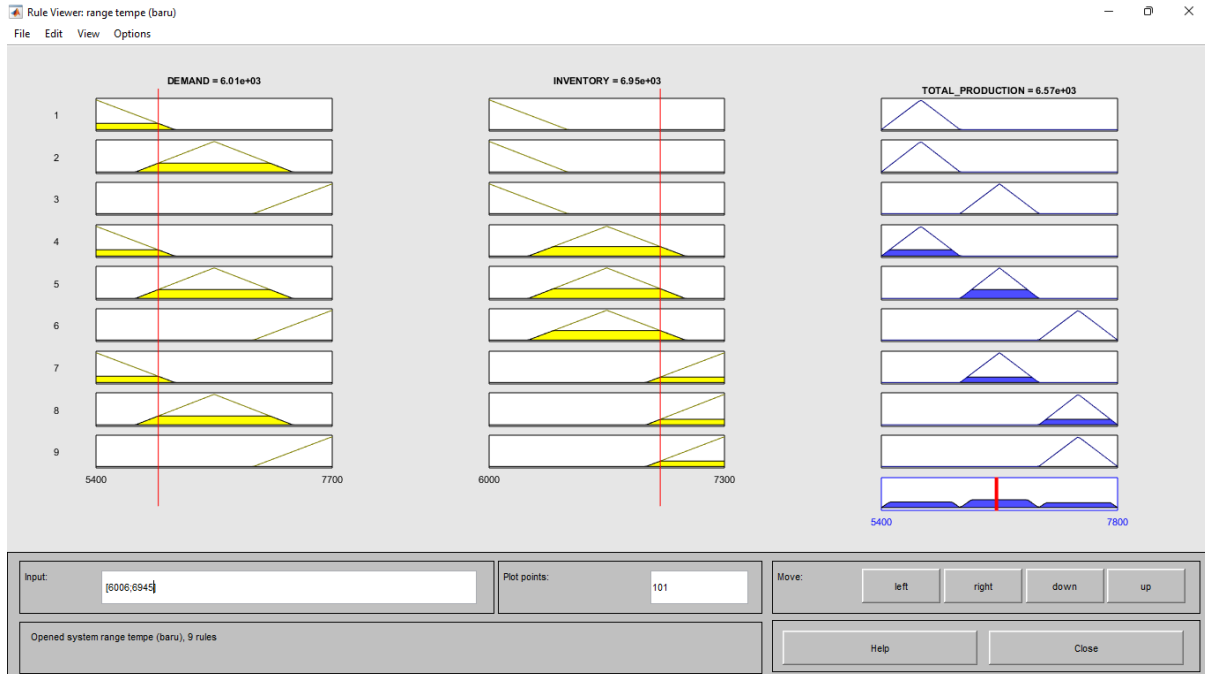 Rule Viewer: range tempe (baru)
File Edit View Options
DEMAND = 6.01e+03
INVENTORY = 6.95e+03
TOTAL_PRODUCTION = 6.57e+03
1
2
3
4
5
6
7
8
9
5400 7700
6000 7300
5400 7800
Input:
[6006;6945]
Plot points:
101
Move:
left right down up
Opened system range tempe (baru), 9 rules
Help Close